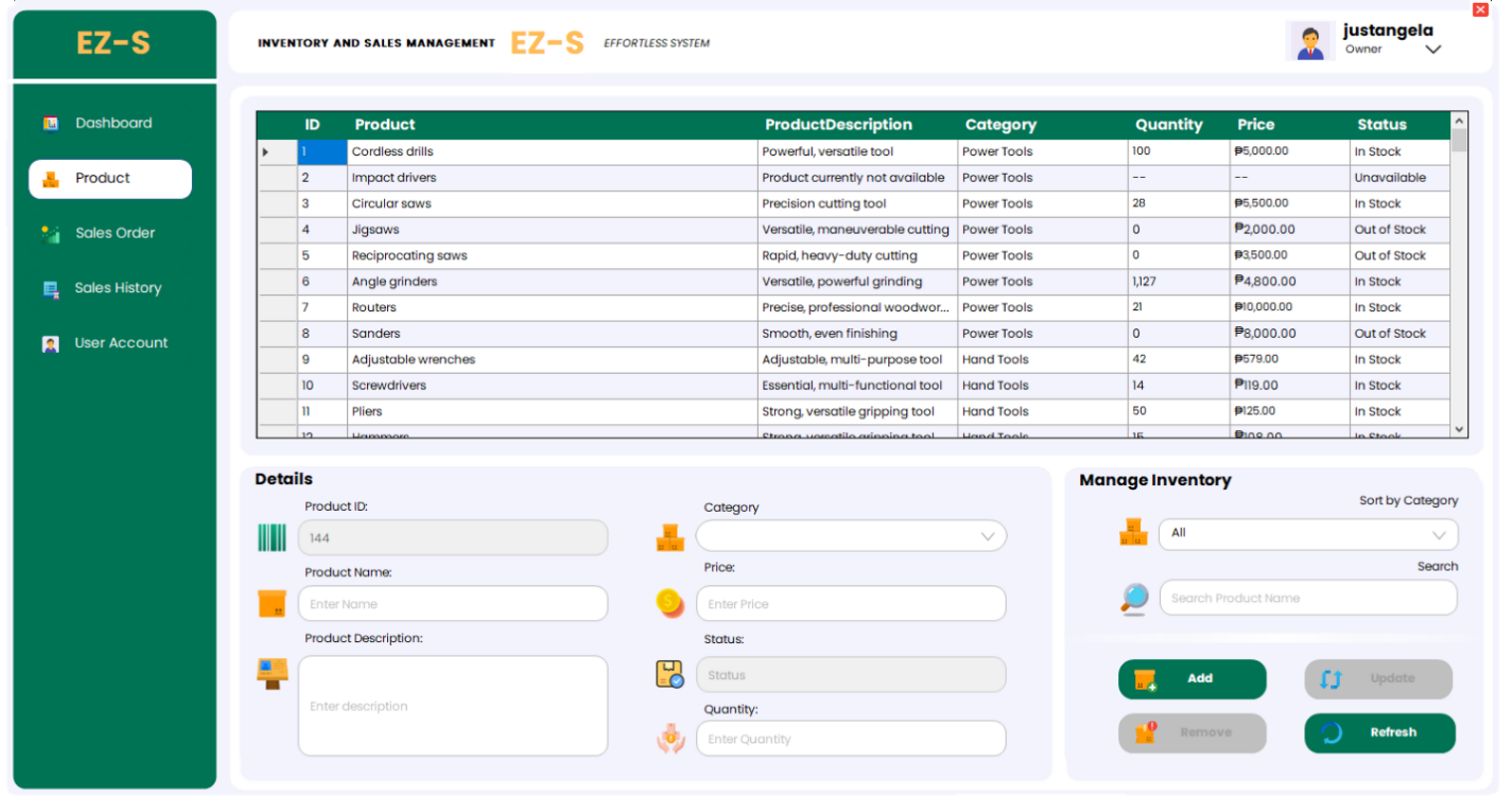 EZ-S
INVENTORY AND SALES MANAGEMENT EZ-S EFFORTLESS SYSTEM
justangela
Owner
Dashboard
Product
Sales Order
Sales History
User Account
ID Product ProductDescription Category Quantity Price Status
1 Cordless drills Powerful, versatile tool Power Tools 100 ₱5,000.00 In Stock
2 Impact drivers Product currently not available Power Tools -- -- Unavailable
3 Circular saws Precision cutting tool Power Tools 28 ₱5,500.00 In Stock
4 Jigsaws Versatile, maneuverable cutting Power Tools 0 ₱2,000.00 Out of Stock
5 Reciprocating saws Rapid, heavy-duty cutting Power Tools 0 ₱3,500.00 Out of Stock
6 Angle grinders Versatile, powerful grinding Power Tools 1,127 ₱4,800.00 In Stock
7 Routers Precise, professional woodwor... Power Tools 21 ₱10,000.00 In Stock
8 Sanders Smooth, even finishing Power Tools 0 ₱8,000.00 Out of Stock
9 Adjustable wrenches Adjustable, multi-purpose tool Hand Tools 42 ₱579.00 In Stock
10 Screwdrivers Essential, multi-functional tool Hand Tools 14 ₱119.00 In Stock
11 Pliers Strong, versatile gripping tool Hand Tools 50 ₱125.00 In Stock
12 Hammers Strong, versatile gripping tool Hand Tools 15 ₱108.00 In Stock
Details
Product ID:
144
Product Name:
Enter Name
Product Description:
Enter description
Category
Price:
Enter Price
Status:
Status
Quantity:
Enter Quantity
Manage Inventory
Sort by Category
All
Search
Search Product Name
Add
Update
Remove
Refresh